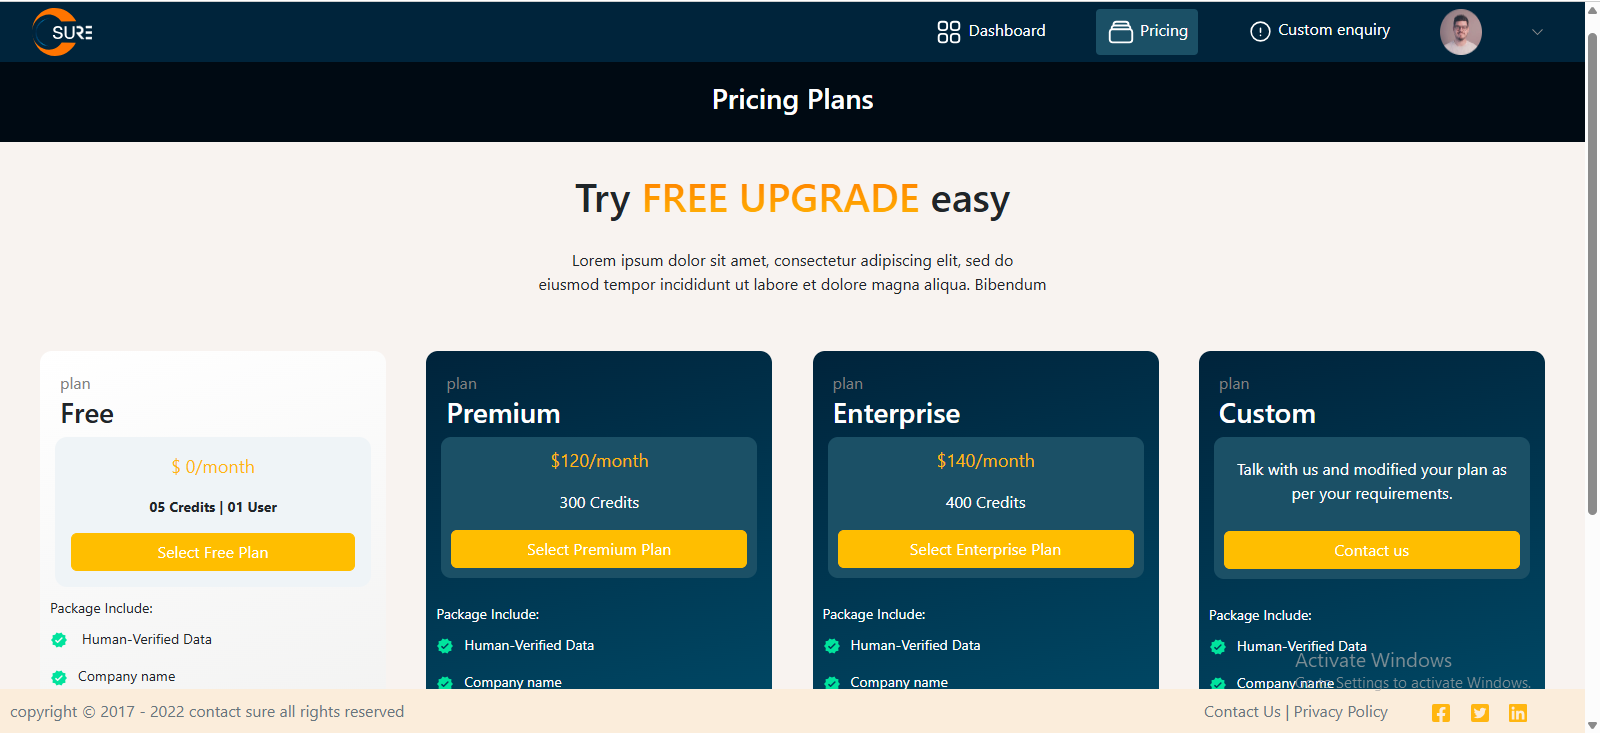 SURE
Dashboard
Pricing
Custom enquiry
Pricing Plans
Try FREE UPGRADE easy
Lorem ipsum dolor sit amet, consectetur adipiscing elit, sed do
eiusmod tempor incididunt ut labore et dolore magna aliqua. Bibendum
plan
Free
$ 0/month
05 Credits | 01 User
Select Free Plan
Package Include:
Human-Verified Data
Company name
plan
Premium
$120/month
300 Credits
Select Premium Plan
Package Include:
Human-Verified Data
Company name
plan
Enterprise
$140/month
400 Credits
Select Enterprise Plan
Package Include:
Human-Verified Data
Company name
plan
Custom
Talk with us and modified your plan as
per your requirements.
Contact us
Package Include:
Human-Verified Data
Company name
Activate Windows
Go to Settings to activate Windows.
copyright © 2017 - 2022 contact sure all rights reserved
Contact Us | Privacy Policy